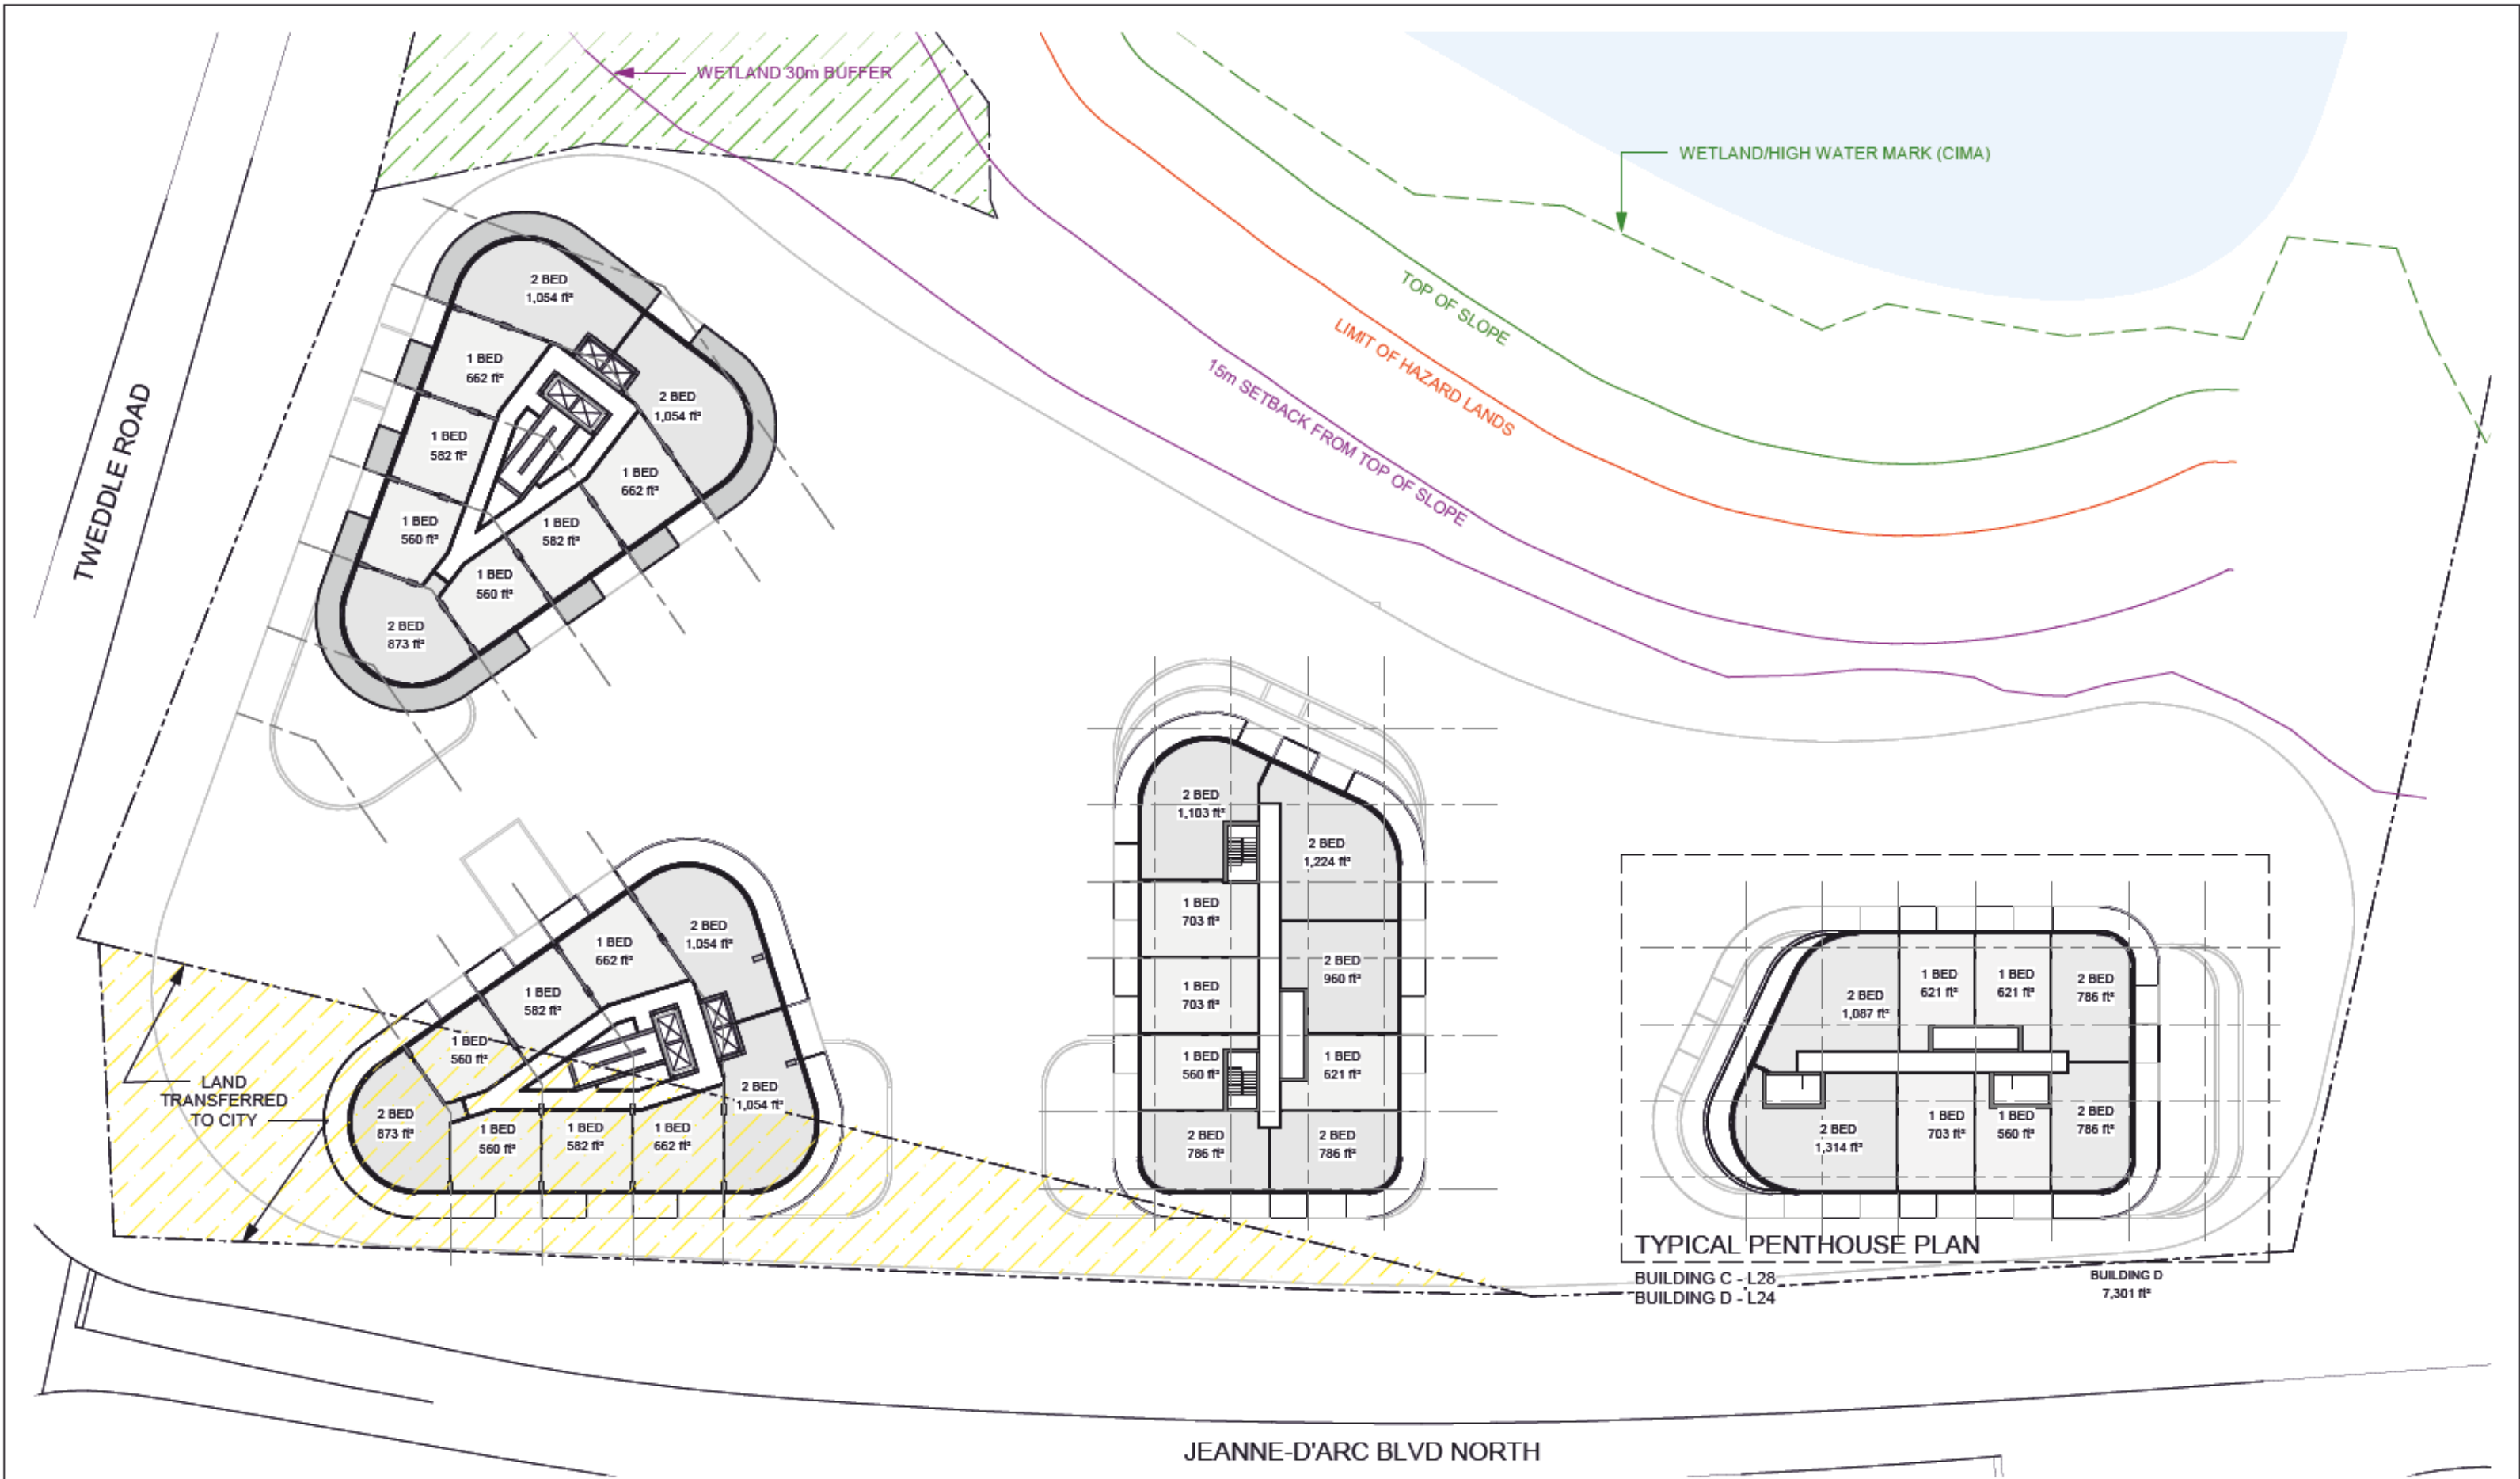 WETLAND 30m BUFFER
WETLAND/HIGH WATER MARK (CIMA)
TOP OF SLOPE
LIMIT OF HAZARD LANDS
15m SETBACK FROM TOP OF SLOPE
TWEDDLE ROAD
2 BED
1,054 ft²
1 BED
662 ft²
2 BED
1,054 ft²
1 BED
582 ft²
1 BED
662 ft²
1 BED
560 ft²
1 BED
582 ft²
1 BED
560 ft²
2 BED
873 ft²
2 BED
1,054 ft²
1 BED
662 ft²
1 BED
582 ft²
1 BED
560 ft²
2 BED
873 ft²
1 BED
560 ft²
1 BED
582 ft²
1 BED
662 ft²
2 BED
1,054 ft²
LAND
TRANSFERRED
TO CITY
2 BED
1,103 ft²
2 BED
1,224 ft²
1 BED
703 ft²
2 BED
960 ft²
1 BED
703 ft²
1 BED
560 ft²
1 BED
621 ft²
2 BED
786 ft²
2 BED
786 ft²
2 BED
1,087 ft²
1 BED
621 ft²
1 BED
621 ft²
2 BED
786 ft²
2 BED
1,314 ft²
1 BED
703 ft²
1 BED
560 ft²
2 BED
786 ft²
TYPICAL PENTHOUSE PLAN
BUILDING C - L28
BUILDING D - L24
BUILDING D
7,301 ft²
JEANNE-D'ARC BLVD NORTH